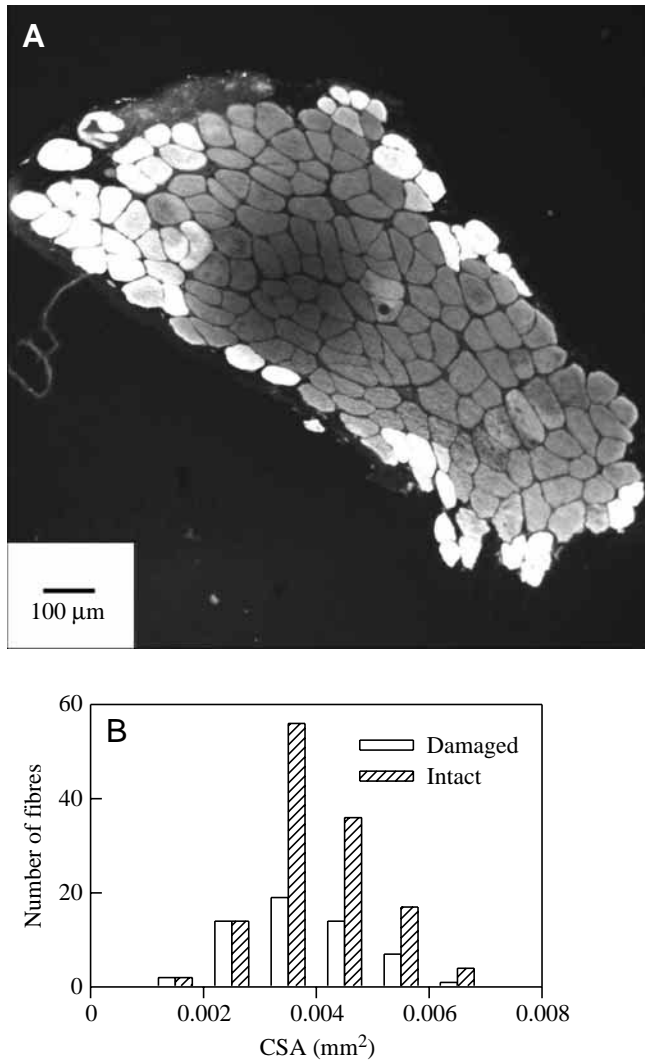 A
100 µm
B
60
40
20
0
Number of fibres
Damaged
Intact
0
0.002
0.004
0.006
0.008
CSA (mm²)